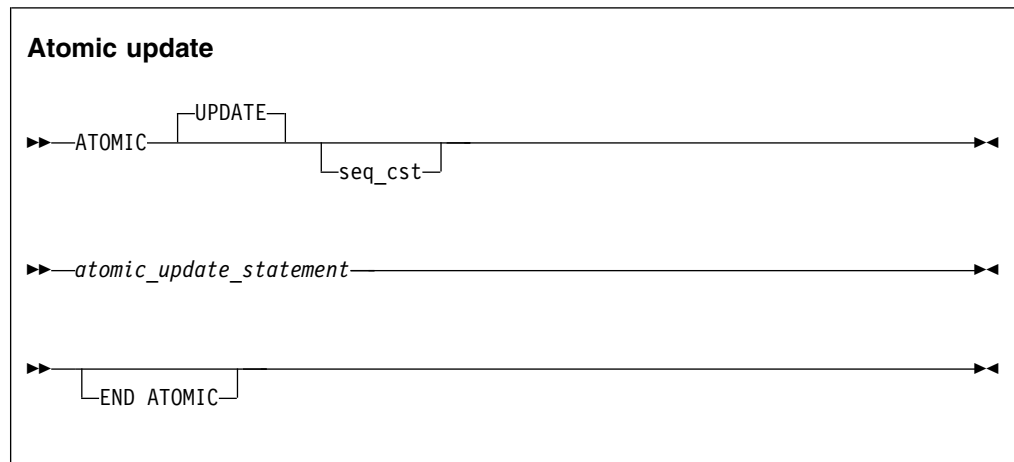 Atomic update
UPDATE
ATOMIC
seq_cst
atomic_update_statement
END ATOMIC